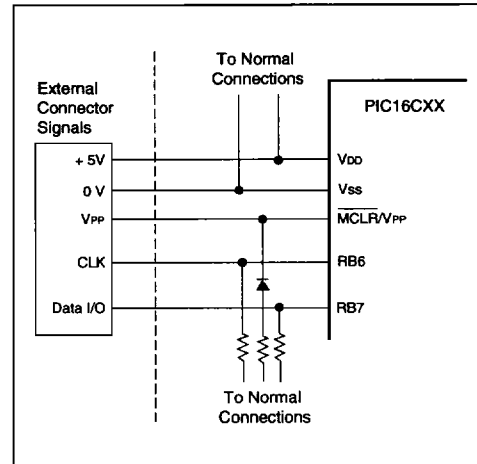 To Normal
Connections
External
Connector
Signals
PIC16CXX
+ 5V
VDD
0 V
VSS
VPP
MCLR/VPP
CLK
RB6
Data I/O
RB7
To Normal
Connections